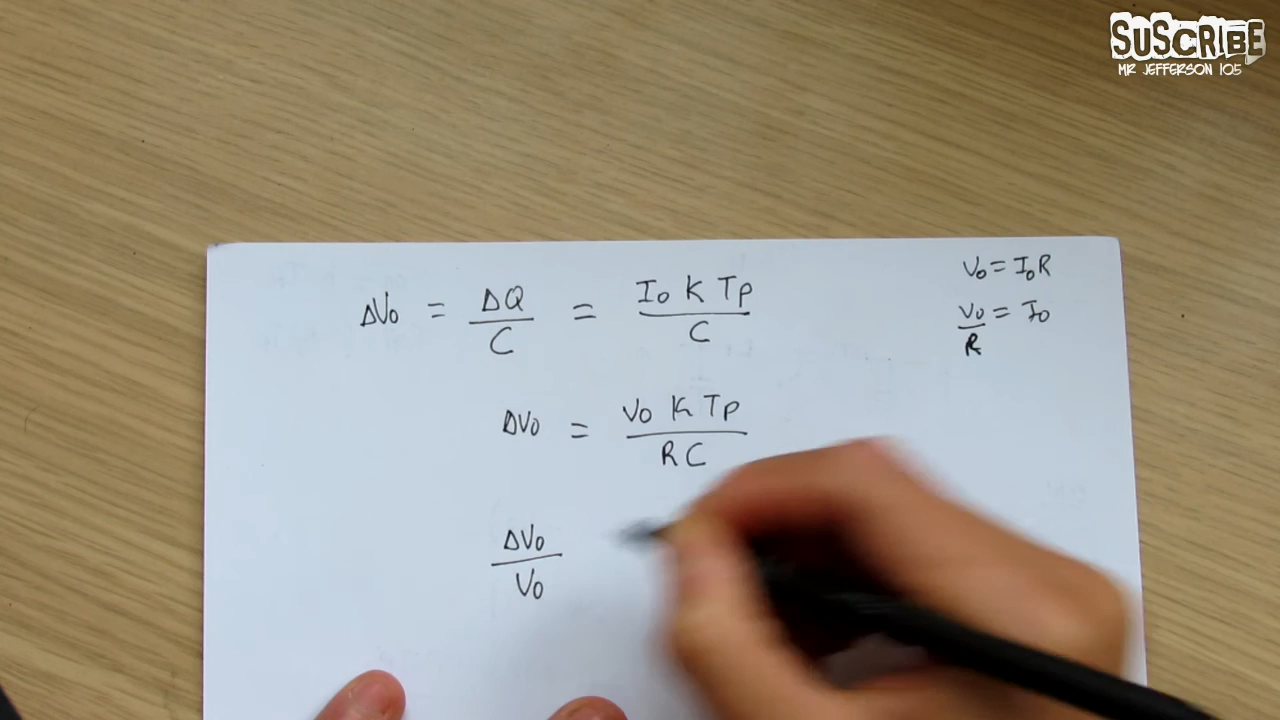 SUSCRIBE
MR JEFFERSON 105
V₀ = I₀R
V₀/R = I₀
ΔV₀ = ΔQ/C = I₀ K Tp/C
ΔV₀ = V₀ K Tp/RC
ΔV₀/V₀